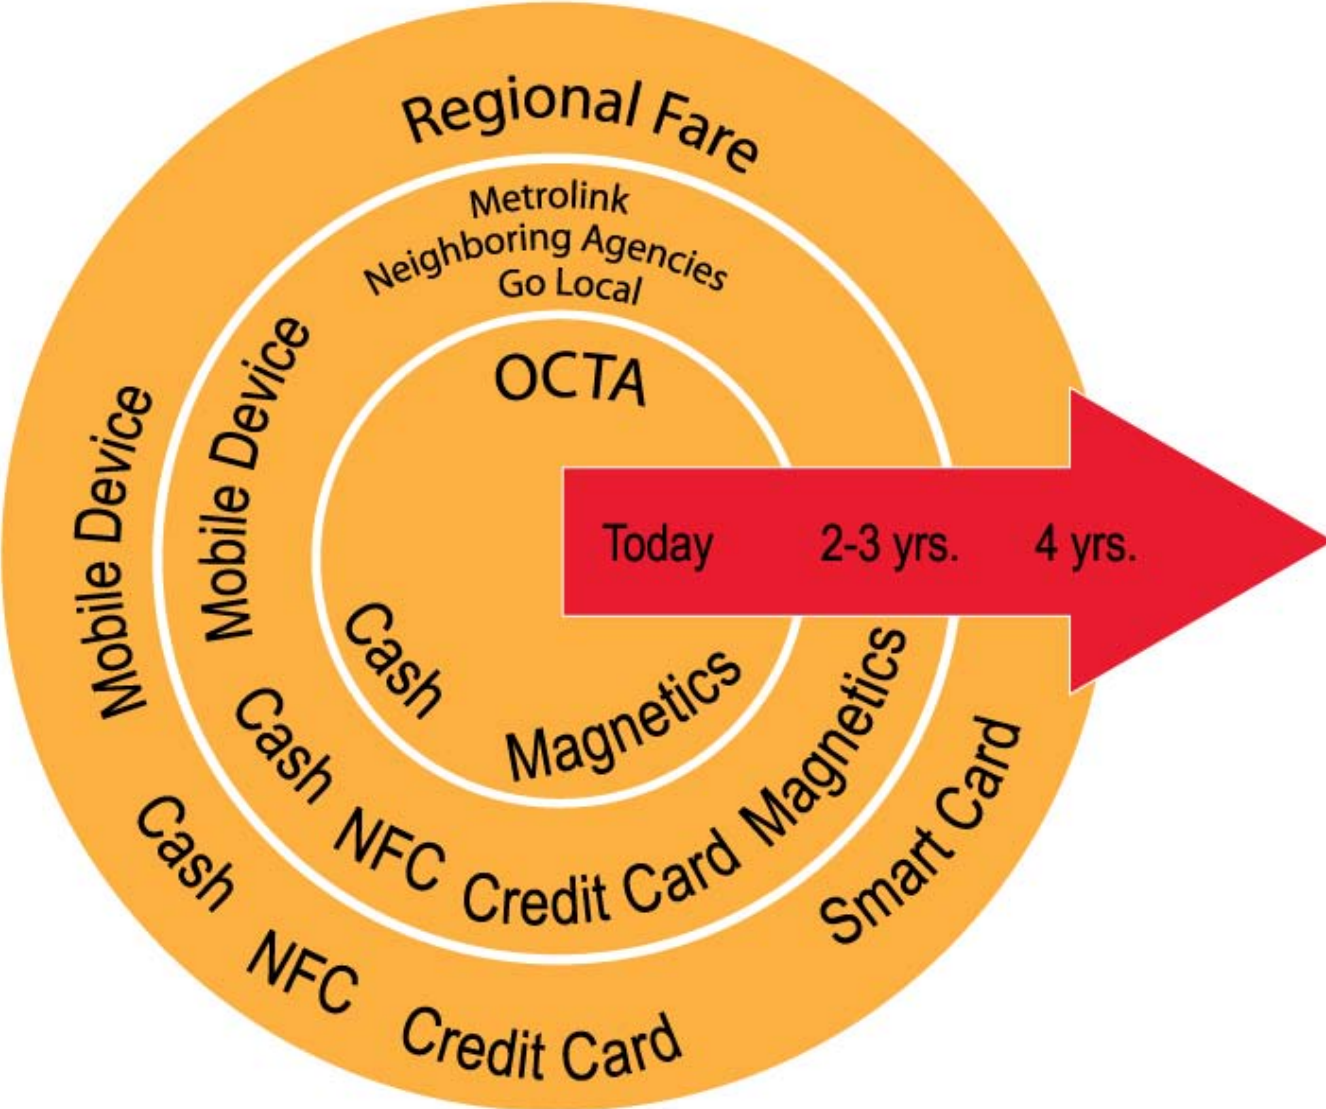 Regional Fare
Metrolink
Neighboring Agencies
Go Local
OCTA
Today 2-3 yrs. 4 yrs.
Cash
Magnetics
Mobile Device
Cash
NFC
Credit Card
Magnetics
Mobile Device
Cash
NFC
Credit Card
Smart Card